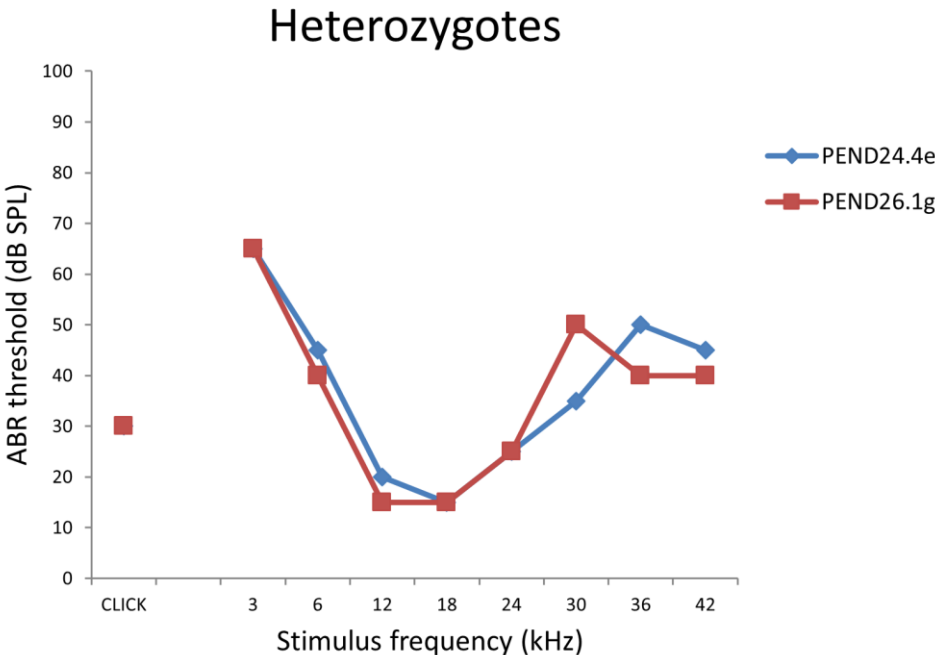 Heterozygotes
ABR threshold (dB SPL)
100
90
80
70
60
50
40
30
20
10
0
CLICK 3 6 12 18 24 30 36 42
Stimulus frequency (kHz)
PEND24.4e
PEND26.1g